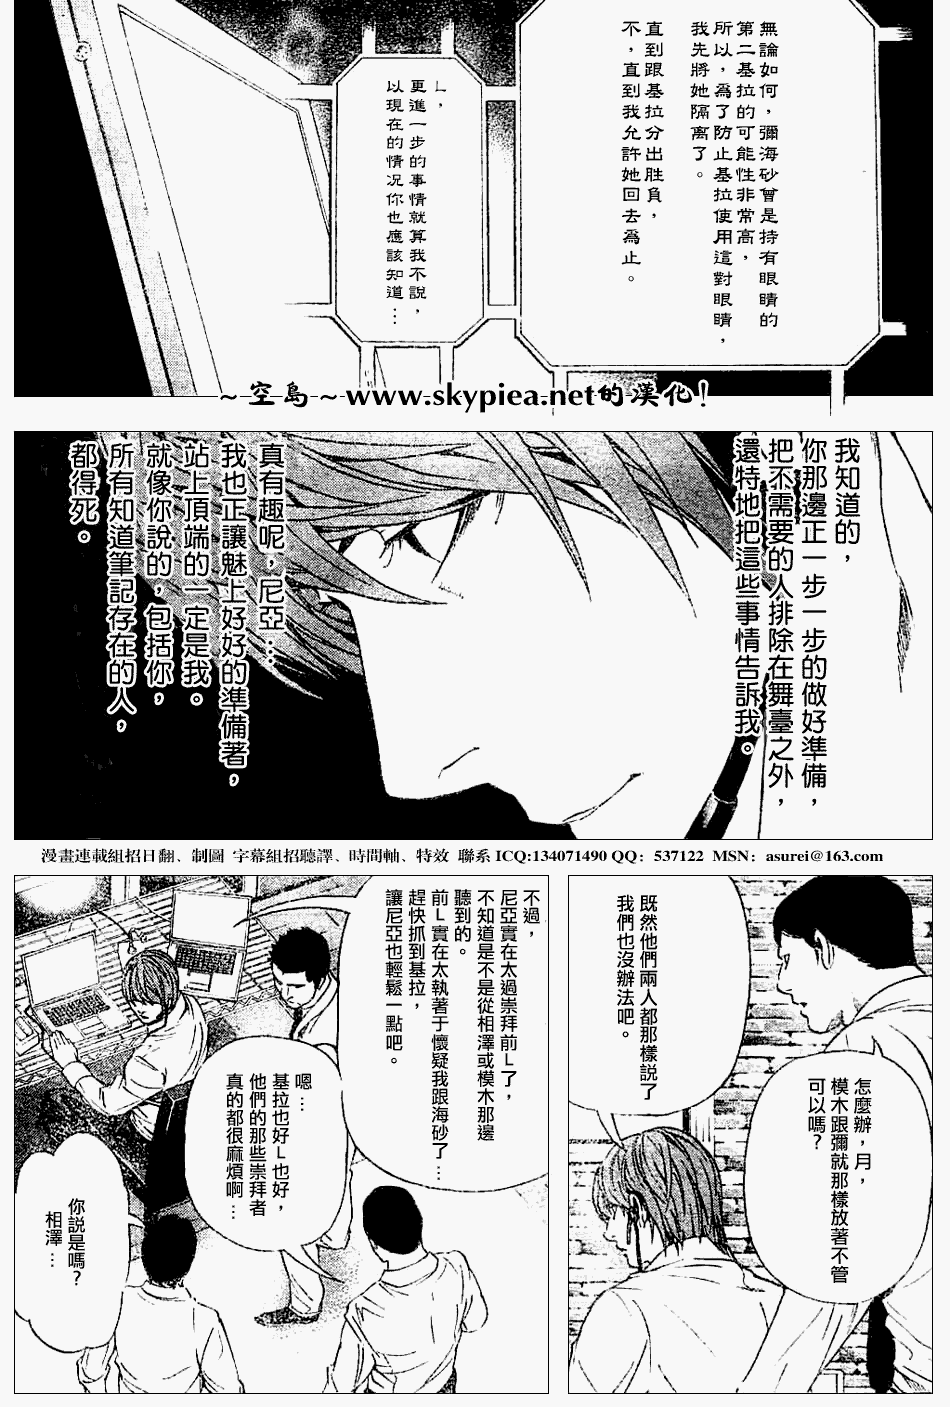 無論如何，彌海砂曾是持有眼睛的
第二基拉的可能性非常高，
所以，為了防止基拉使用這對眼睛，
我先將她隔離了。
直到跟基拉分出胜負，
不，直到我允許她回去為止。
L，
更進一步的事情就算我不說，
以現在的情況你也應該知道…
~空島~www.skypiea.net的漢化!
我知道的，
你那邊正一步一步的做好準備，
把不需要的人排除在舞臺之外，
還特地把這些事情告訴我。
真有趣呢，尼亞…
我也正讓魅上好好的準備著，
站上頂端的一定是我。
就像你說的，包括你，
所有知道筆記存在的人，
都得死。
漫畫連載組招日翻、制圖 字幕組招聽譯、時間軸、特效 聯系 ICQ:134071490 QQ：537122 MSN：asurei@163.com
怎麼辦，月，
模木跟彌就那樣放著不管
可以嗎？
既然他們兩人都那樣說了
我們也沒辦法吧。
不過，
尼亞實在太過崇拜前L了，
不知道是不是從相澤或模木那邊
聽到的。
前L實在太執著于懷疑我跟海砂了…
趕快抓到基拉，
讓尼亞也輕鬆一點吧。
嗯…
基拉也好L也好，
他們的那些崇拜者
真的都很麻煩啊…
你說是嗎？
相澤…